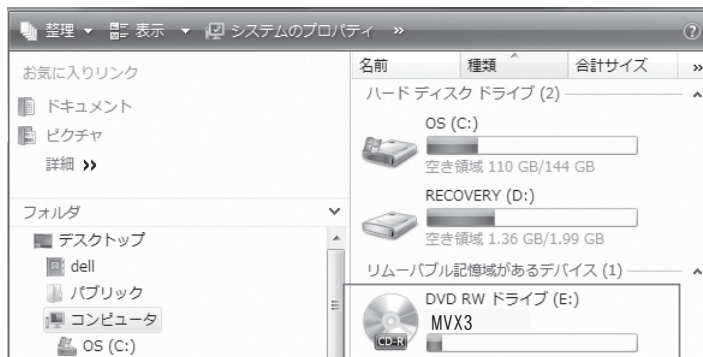 整理 ▼ 表示 ▼ システムのプロパティ »
お気に入りリンク
ドキュメント
ピクチャ
詳細 »
フォルダ
デスクトップ
dell
パブリック
コンピュータ
OS (C:)
名前 種類 合計サイズ »
ハード ディスク ドライブ (2)
OS (C:)
空き領域 110 GB/144 GB
RECOVERY (D:)
空き領域 1.36 GB/1.99 GB
リムーバブル記憶域があるデバイス (1)
DVD RW ドライブ (E:)
MVX3
CD-R